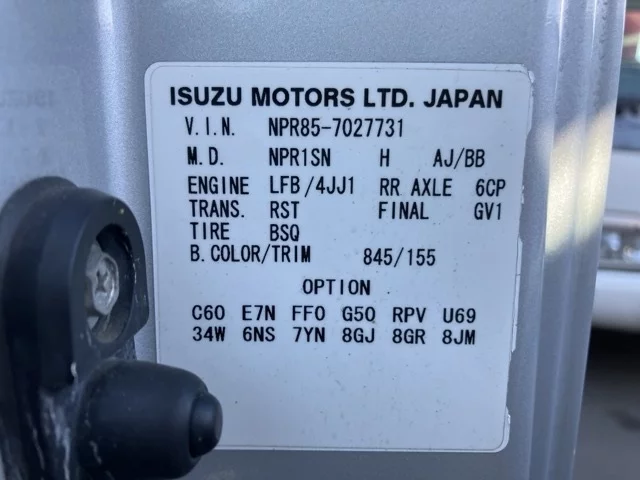 ISUZU MOTORS LTD. JAPAN
V.I.N. NPR85-7027731
M.D. NPR1SN H AJ/BB
ENGINE LFB/4JJ1 RR AXLE 6CP
TRANS. RST FINAL GV1
TIRE BSQ
B.COLOR/TRIM 845/155
OPTION
C60 E7N FF0 G5Q RPV U69
34W 6NS 7YN 8GJ 8GR 8JM